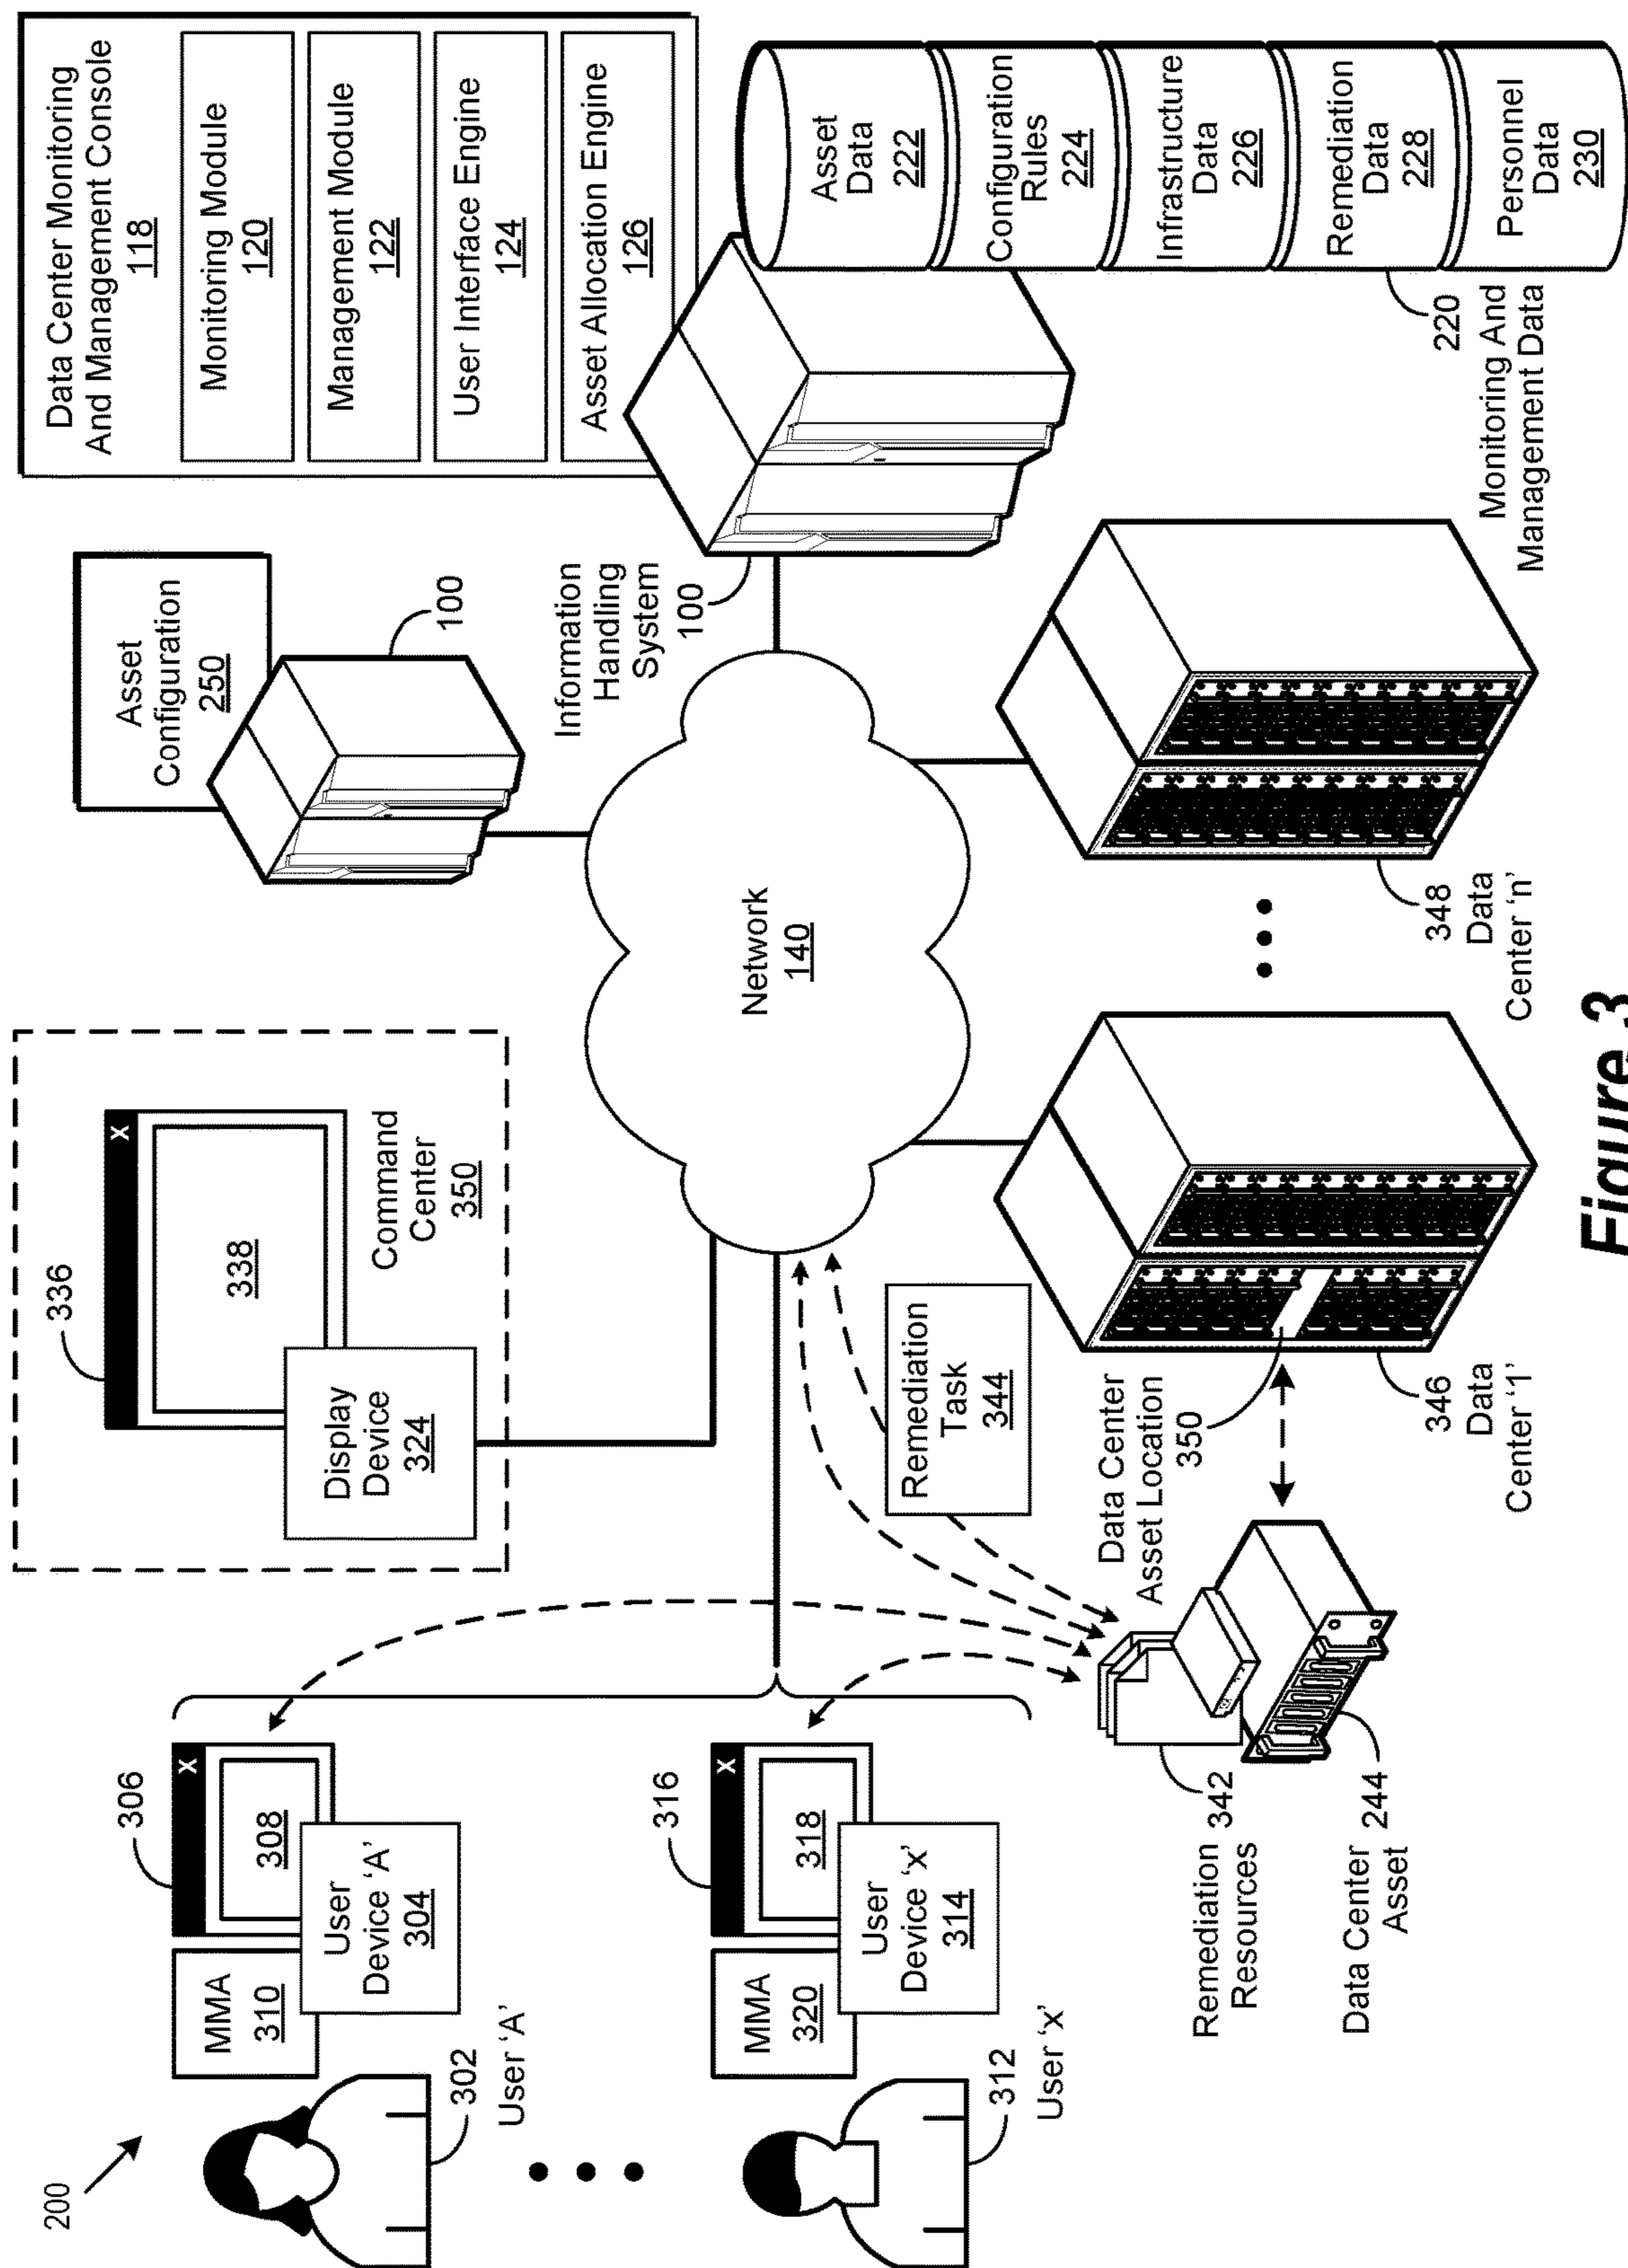 200
302
User 'A'
MMA
310
User
Device 'A'
304
306
X
308
312
User 'x'
MMA
320
User
Device 'x'
314
316
X
318
336
X
338
Display
Device
324
Command
Center
350
Asset
Configuration
250
100
Data Center Monitoring
And Management Console
118
Monitoring Module
120
Management Module
122
User Interface Engine
124
Asset Allocation Engine
126
Information
Handling
System
100
Network
140
Asset
Data
222
Configuration
Rules
224
Infrastructure
Data
226
Remediation
Data
228
Personnel
Data
230
220
Monitoring And
Management Data
Remediation
Task
344
Remediation
Resources
342
Data Center
Asset
244
Data Center
Asset Location
350
346
Data
Center '1'
348
Data
Center 'n'
Figure 3